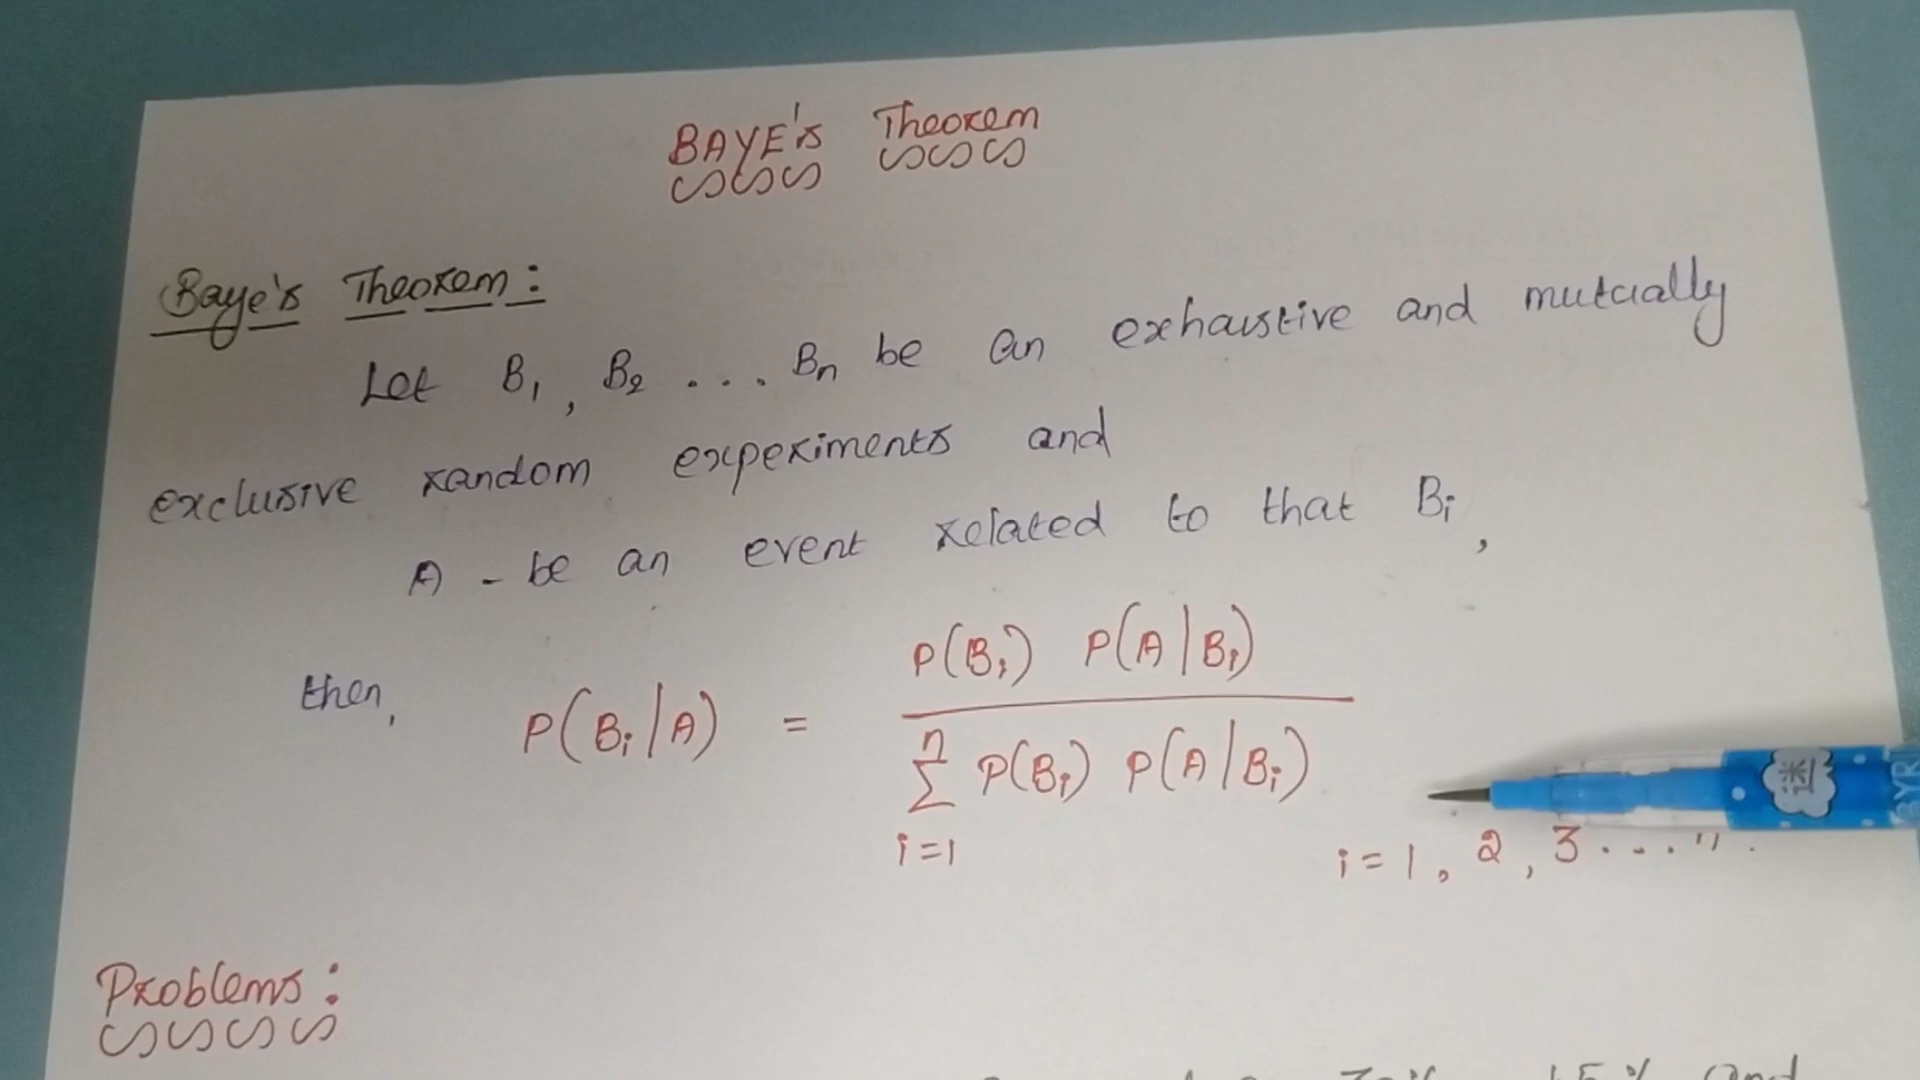 BAYE's Theorem
Baye's Theorem:
Let B₁, B₂ ... Bn be an exhaustive and mutually
exclusive random experiments and
A - be an event related to that Bi,
then, P(Bi/A) = P(Bi) P(A/Bi) / n Σ i=1 P(Bi) P(A/Bi)
i = 1, 2, 3 .... n.
Problems:
and